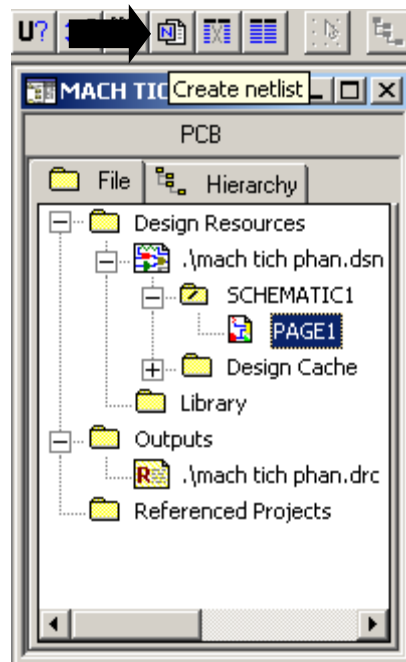 U?
Create netlist
MACH TIC
PCB
File Hierarchy
Design Resources
.\mach tich phan.dsn
SCHEMATIC1
PAGE1
Design Cache
Library
Outputs
.\mach tich phan.drc
Referenced Projects